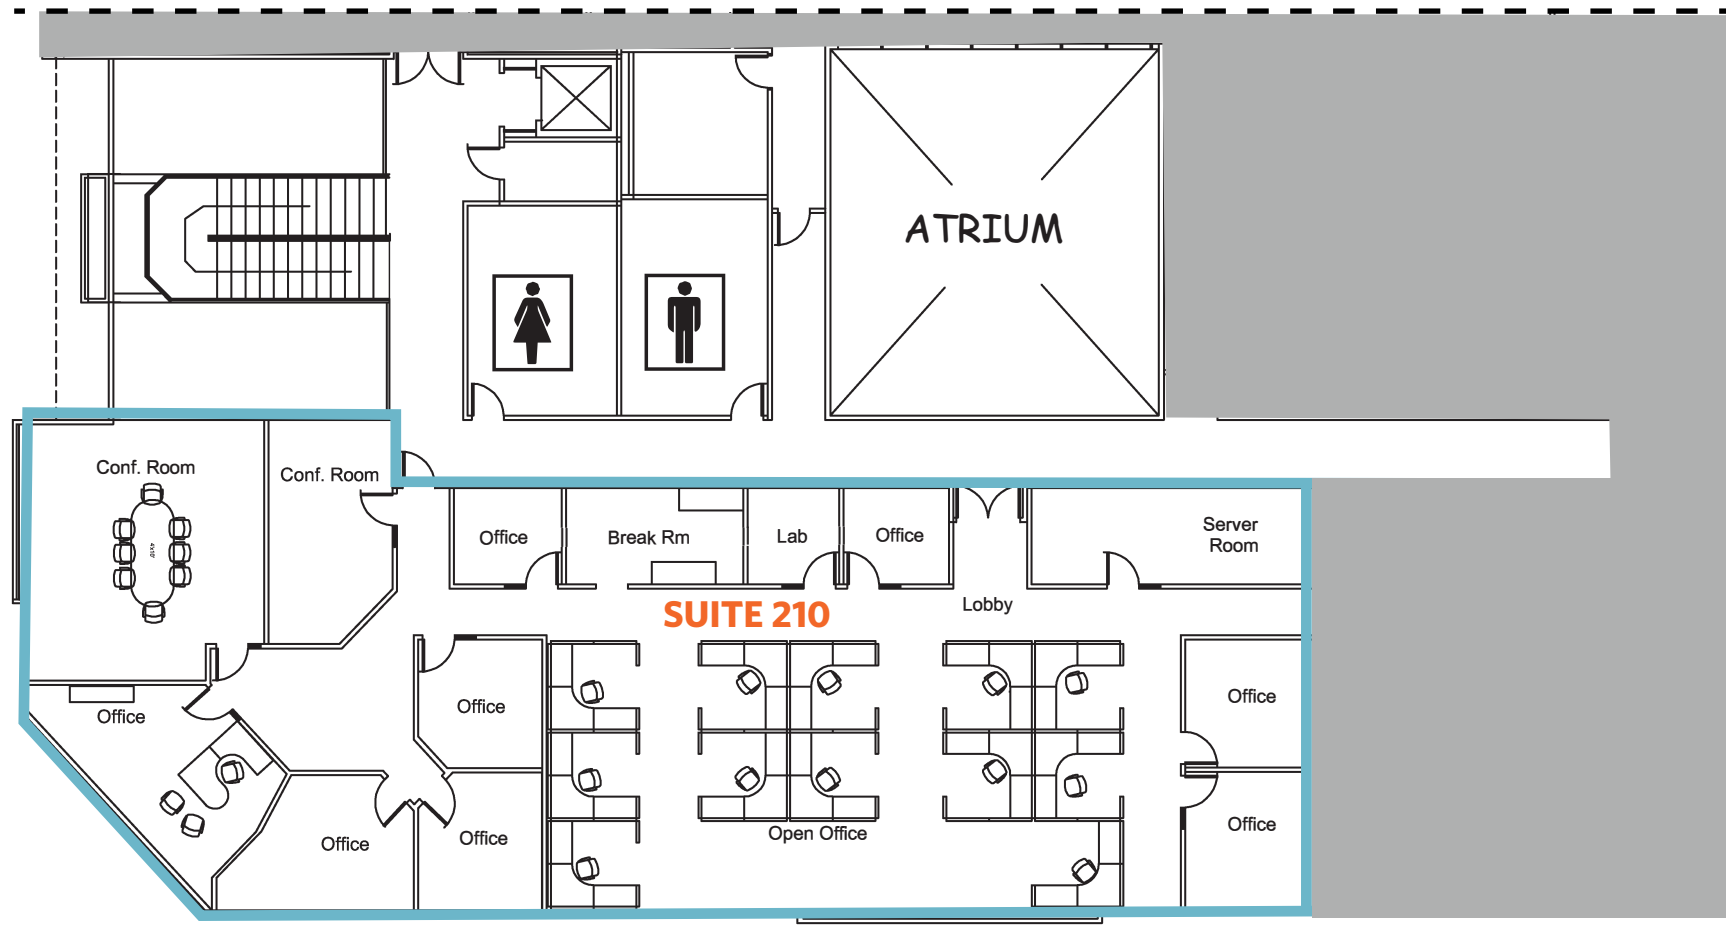 ATRIUM
Conf. Room
Conf. Room
Office
Break Rm
Lab
Office
Server
Room
SUITE 210
Lobby
Office
Office
Office
Office
Office
Open Office
Office
Office